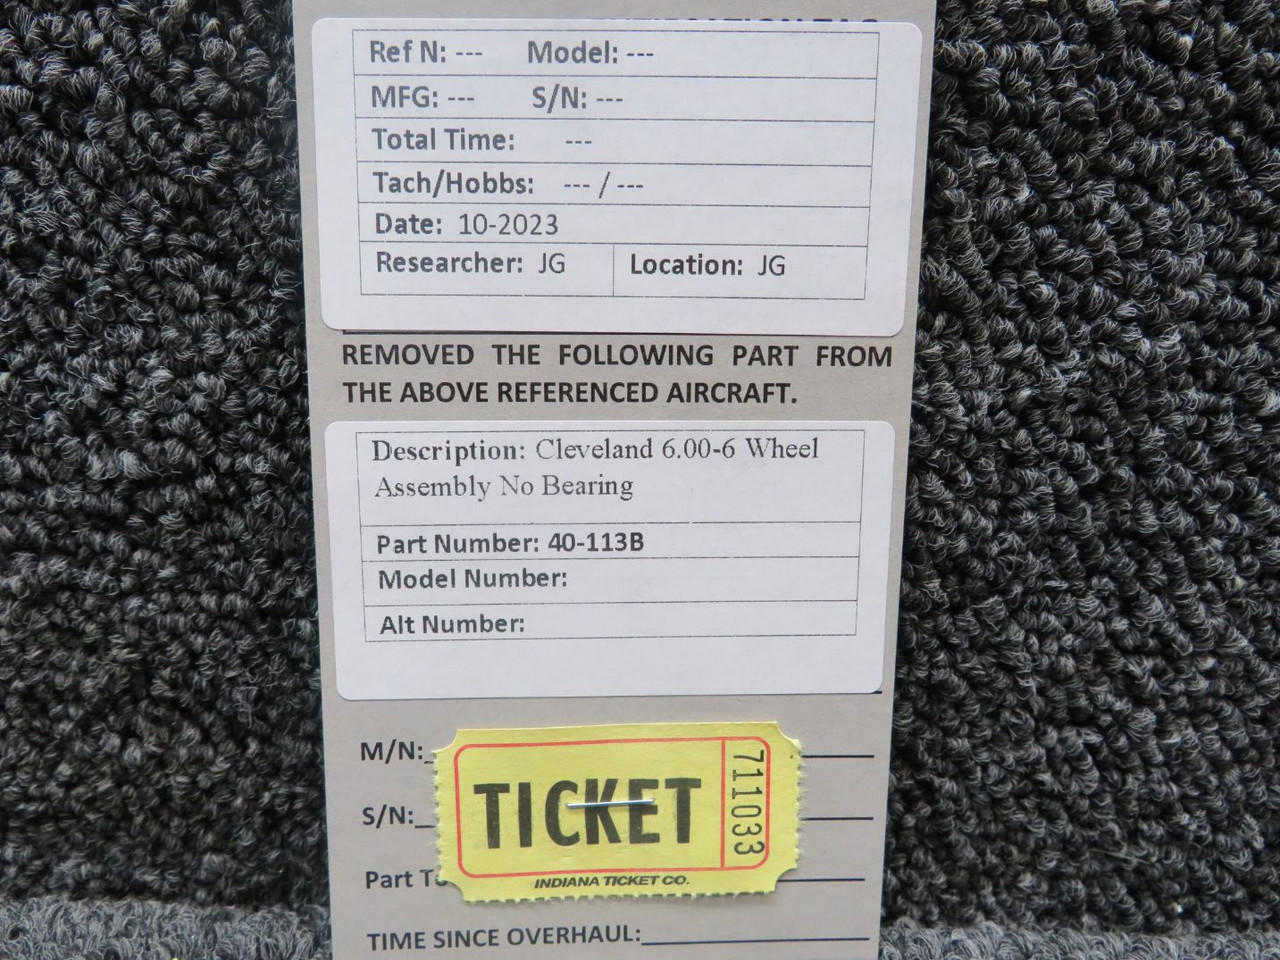 Ref N: --- Model: ---
MFG: --- S/N: ---
Total Time: ---
Tach/Hobbs: --- / ---
Date: 10-2023
Researcher: JG Location: JG
REMOVED THE FOLLOWING PART FROM
THE ABOVE REFERENCED AIRCRAFT.
Description: Cleveland 6.00-6 Wheel
Assembly No Bearing
Part Number: 40-113B
Model Number:
Alt Number:
M/N:
S/N:
Part
TICKET
711033
INDIANA TICKET CO.
TIME SINCE OVERHAUL: